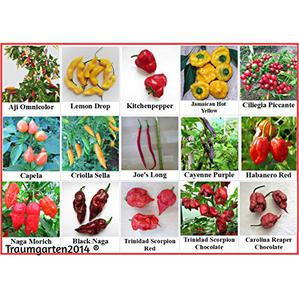 Aji Omnicolor
Lemon Drop
Kitchenpepper
Jamaican Hot
Yellow
Ciliegia Piccante
Capela
Criolla Sella
Joe's Long
Cayenne Purple
Habanero Red
Naga Morich
Black Naga
Trinidad Scorpion
Red
Trinidad Scorpion
Chocolate
Carolina Reaper
Chocolate
Traumgarten2014 ®